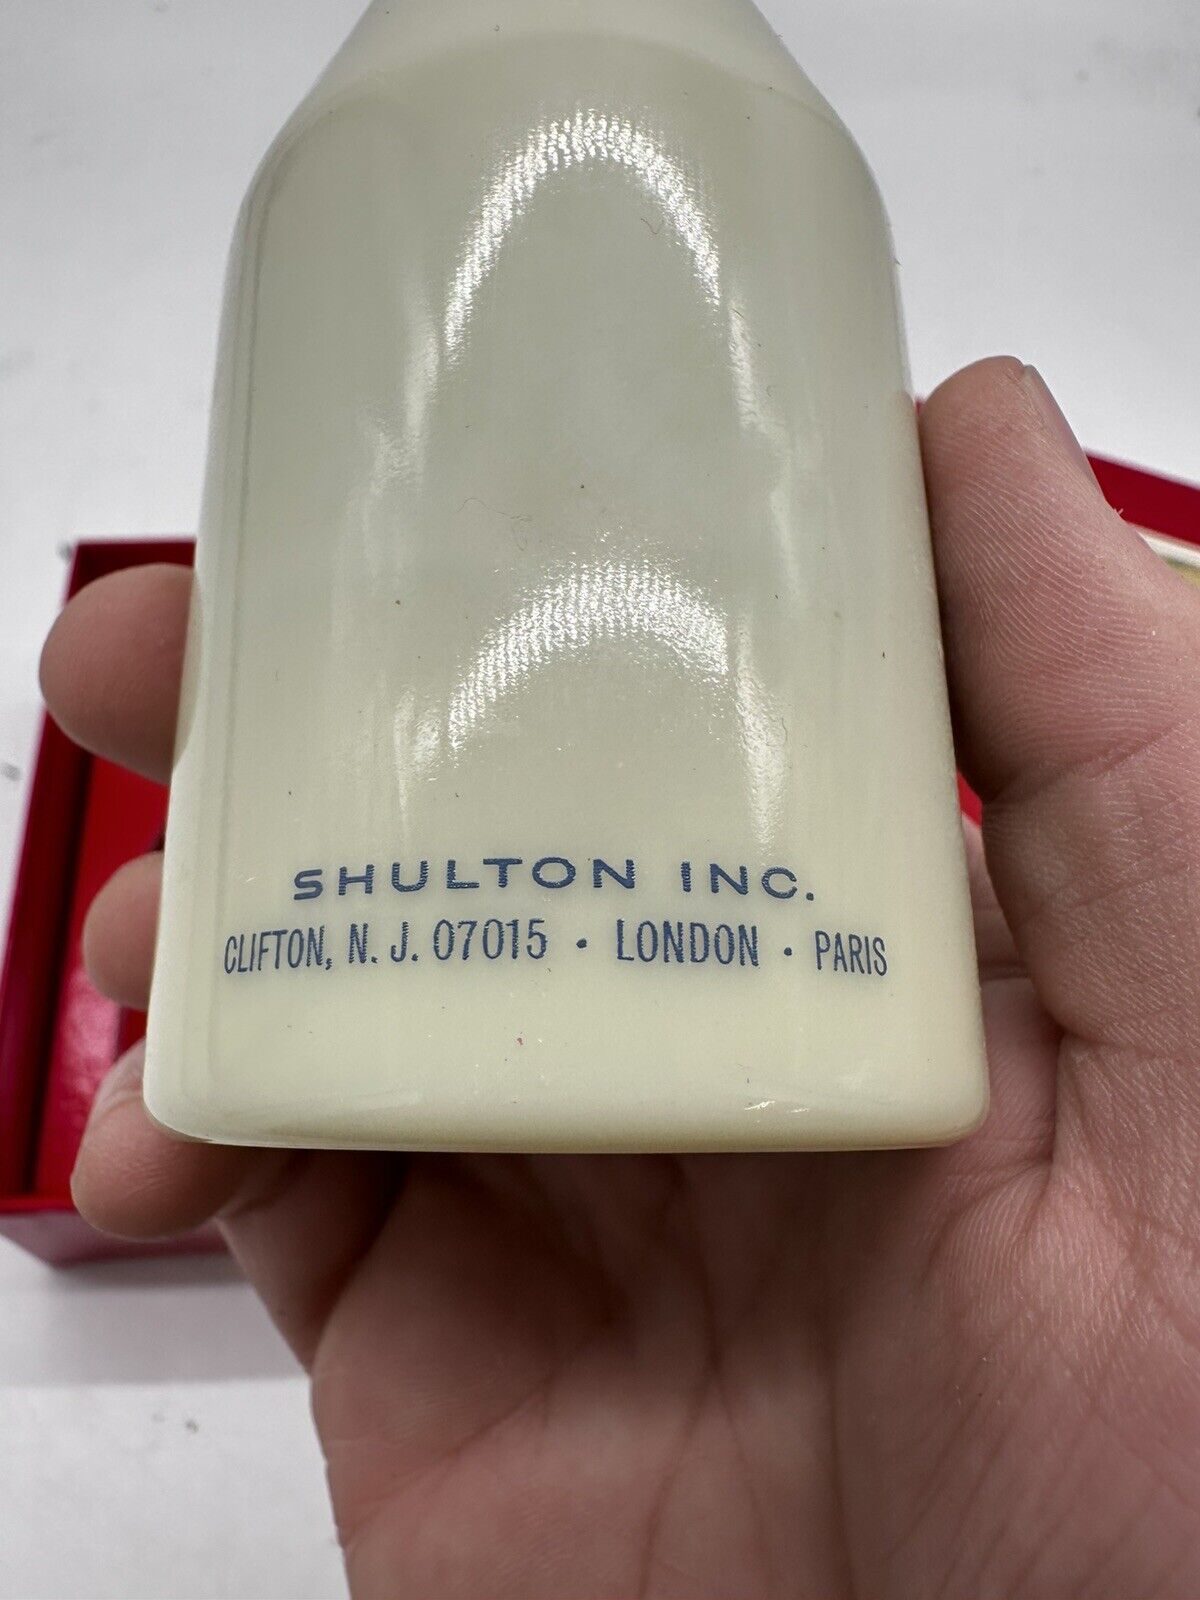 SHULTON INC.
CLIFTON, N. J. 07015 · LONDON · PARIS